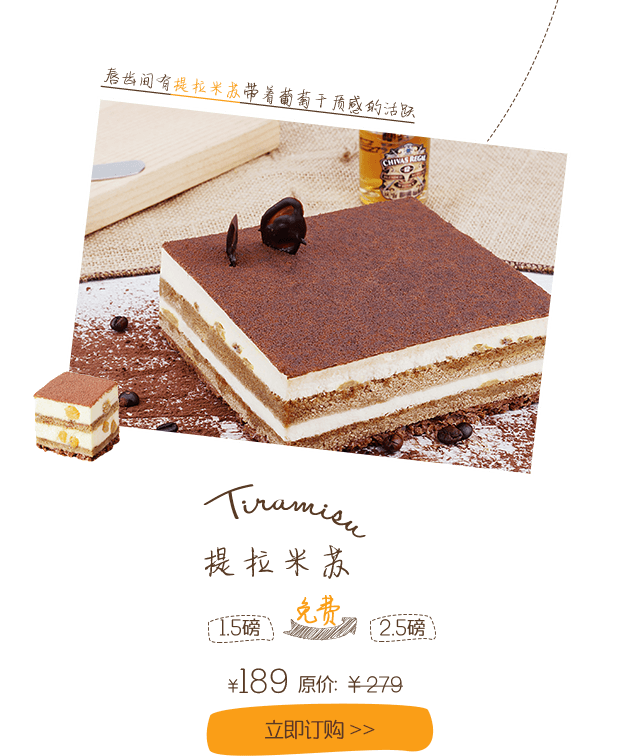 唇齿间有提拉米苏带着葡萄干顶感的活跃
CHIVAS REGAL
Tiramisu
提拉米苏
免费
1.5磅 2.5磅
¥189 原价: ¥279
立即订购 >>